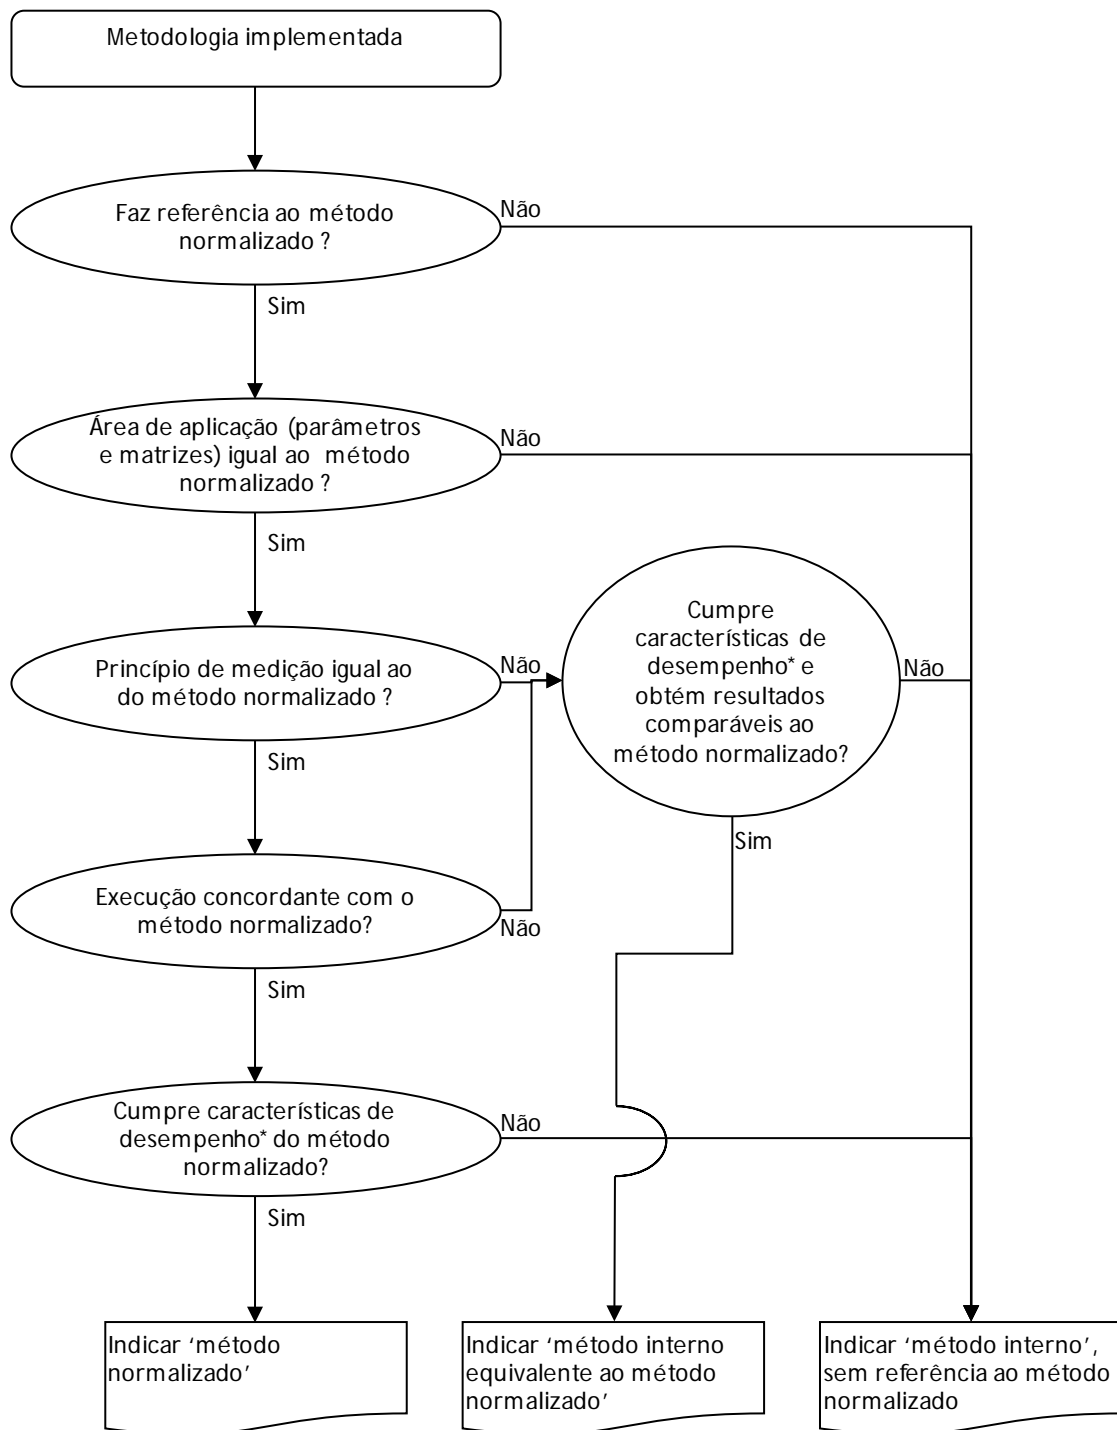 Metodologia implementada
Faz referência ao método
normalizado ?
Não
Sim
Área de aplicação (parâmetros
e matrizes) igual ao método
normalizado ?
Não
Sim
Princípio de medição igual ao
do método normalizado ?
Não
Sim
Cumpre
características de
desempenho* e
obtém resultados
comparáveis ao
método normalizado?
Não
Sim
Execução concordante com o
método normalizado?
Não
Sim
Cumpre características de
desempenho* do método
normalizado?
Não
Sim
Indicar ‘método
normalizado’
Indicar ‘método interno
equivalente ao método
normalizado’
Indicar ‘método interno’,
sem referência ao método
normalizado